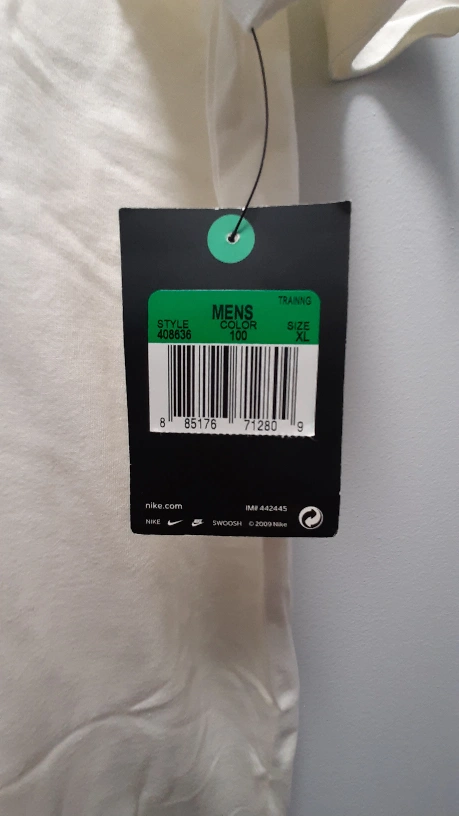 TRAINNG
MENS
STYLE COLOR SIZE
408636 100 XL
8 85176 71280 9
nike.com IM# 442445
NIKE SWOOSH © 2009 Nike